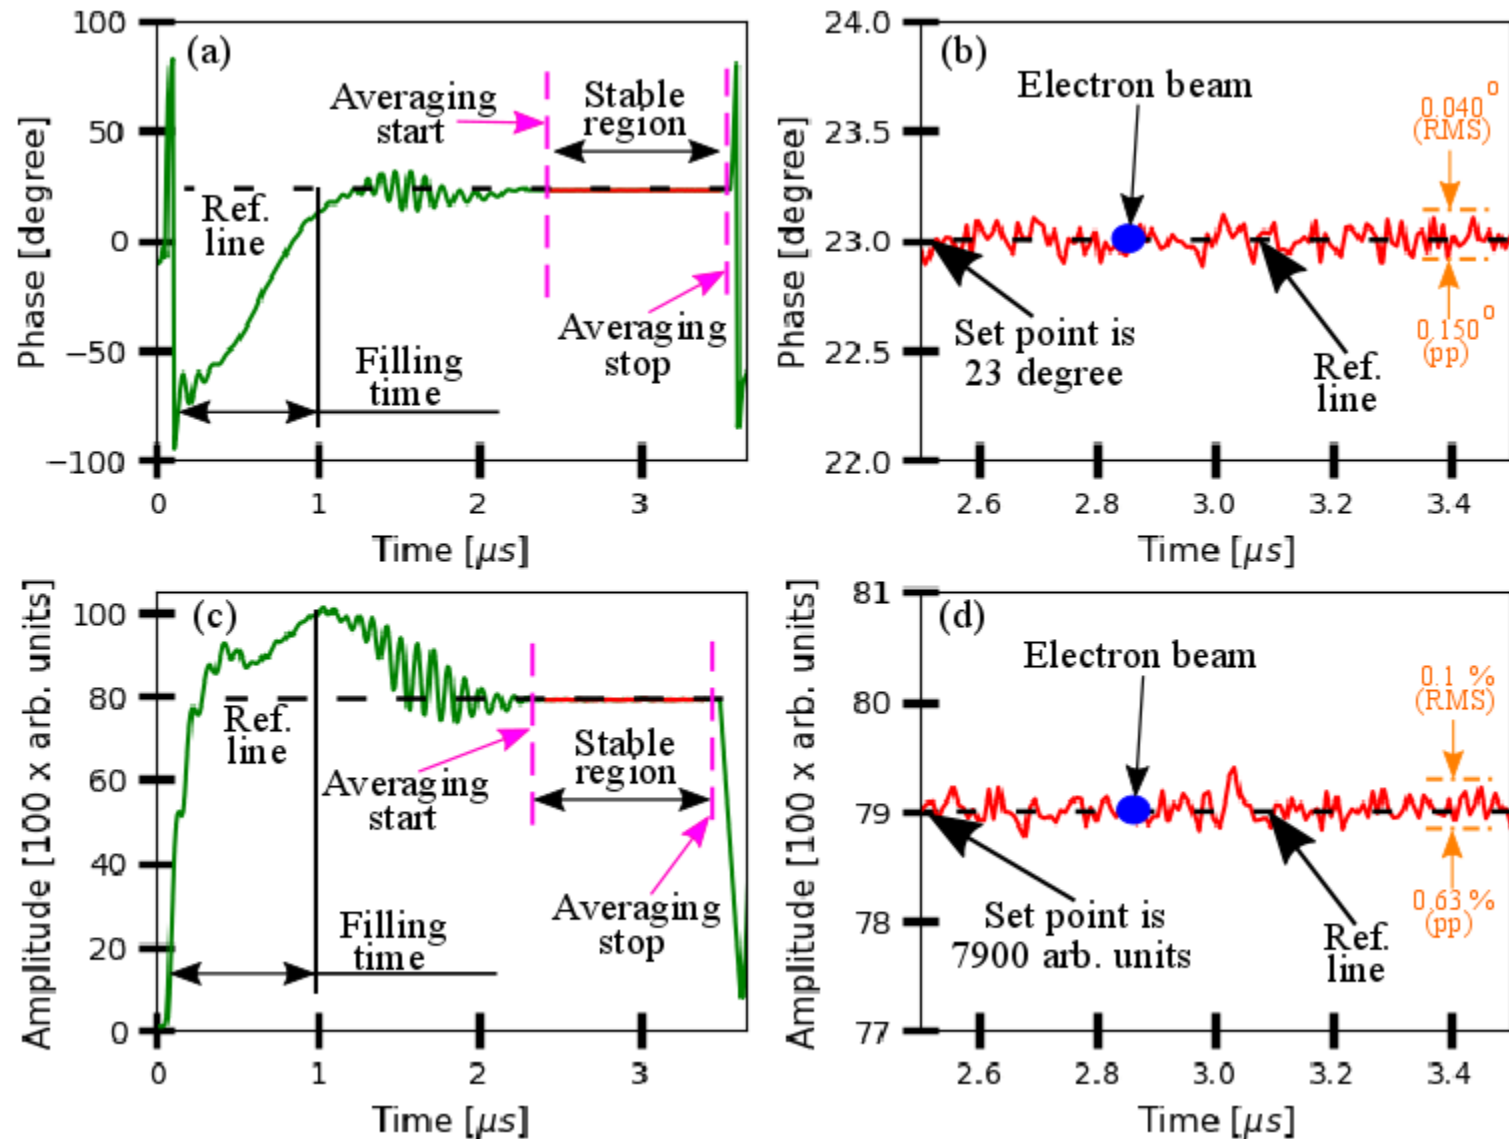 (a)
100
50
0
−50
−100
Phase [degree]
Averaging
start
Stable
region
Ref.
line
Averaging
stop
Filling
time
0
1
2
3
Time [μs]
(b)
24.0
23.5
23.0
22.5
22.0
Phase [degree]
Electron beam
0.040°
(RMS)
Set point is
23 degree
Ref.
line
0.150°
(pp)
2.6
2.8
3.0
3.2
3.4
Time [μs]
(c)
100
80
60
40
20
0
Amplitude [100 x arb. units]
Ref.
line
Averaging
start
Stable
region
Averaging
stop
Filling
time
0
1
2
3
Time [μs]
(d)
81
80
79
78
77
Amplitude [100 x arb. units]
Electron beam
0.1 %
(RMS)
Set point is
7900 arb. units
Ref.
line
0.63 %
(pp)
2.6
2.8
3.0
3.2
3.4
Time [μs]